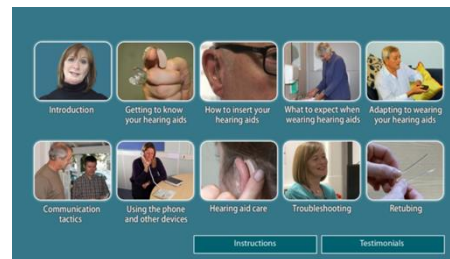 Introduction
Getting to know
your hearing aids
How to insert your
hearing aids
What to expect when
wearing hearing aids
Adapting to wearing
your hearing aids
Communication
tactics
Using the phone
and other devices
Hearing aid care
Troubleshooting
Retubing
Instructions
Testimonials